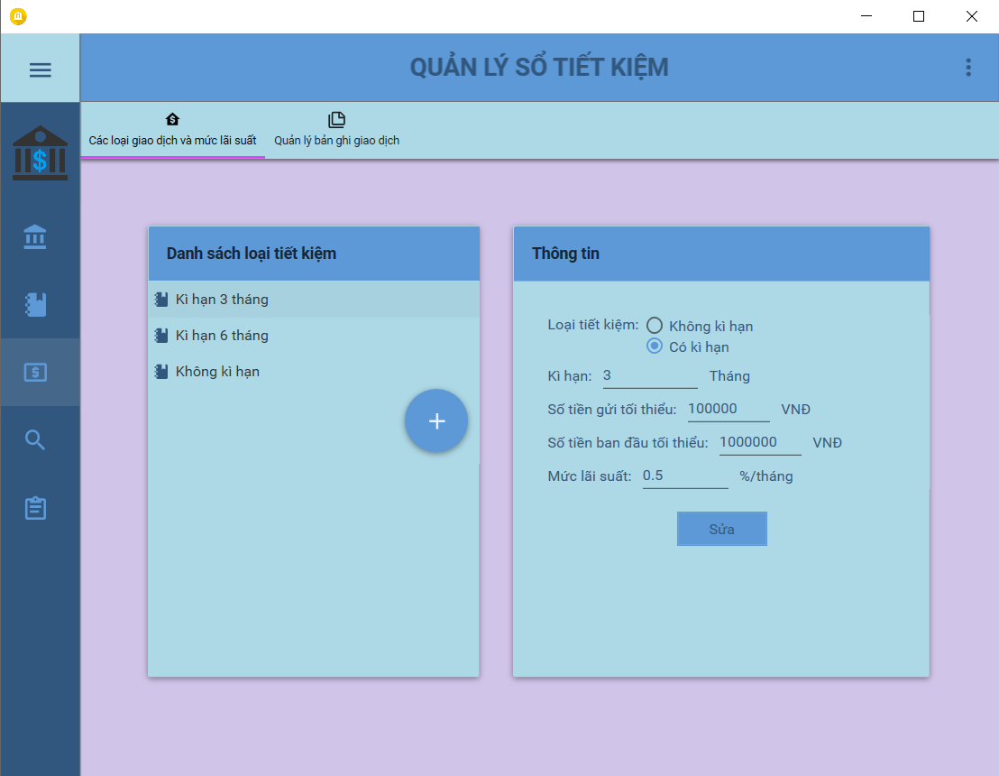 QUẢN LÝ SỔ TIẾT KIỆM
Các loại giao dịch và mức lãi suất
Quản lý bản ghi giao dịch
Danh sách loại tiết kiệm
Kì hạn 3 tháng
Kì hạn 6 tháng
Không kì hạn
Thông tin
Loại tiết kiệm: Không kì hạn
Có kì hạn
Kì hạn: 3 Tháng
Số tiền gửi tối thiểu: 100000 VNĐ
Số tiền ban đầu tối thiểu: 1000000 VNĐ
Mức lãi suất: 0.5 %/tháng
Sửa